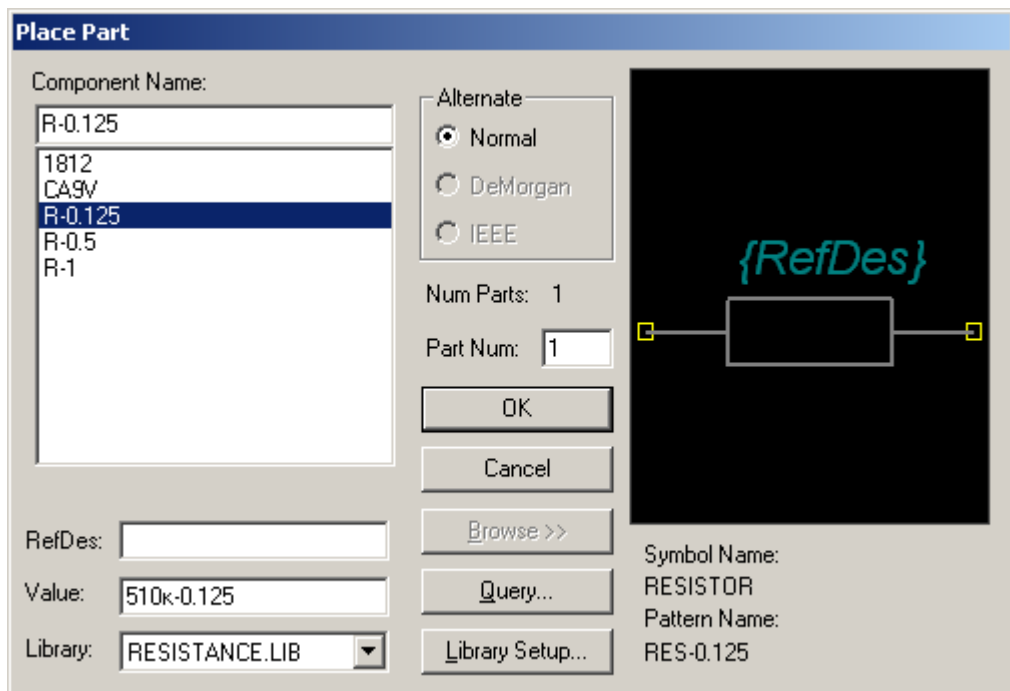 Place Part
Component Name:
R-0.125
1812
CA9V
R-0.125
R-0.5
R-1
RefDes:
Value:
510к-0.125
Library:
RESISTANCE.LIB
Alternate
Normal
DeMorgan
IEEE
Num Parts: 1
Part Num: 1
OK
Cancel
Browse >>
Query...
Library Setup...
{RefDes}
Symbol Name:
RESISTOR
Pattern Name:
RES-0.125